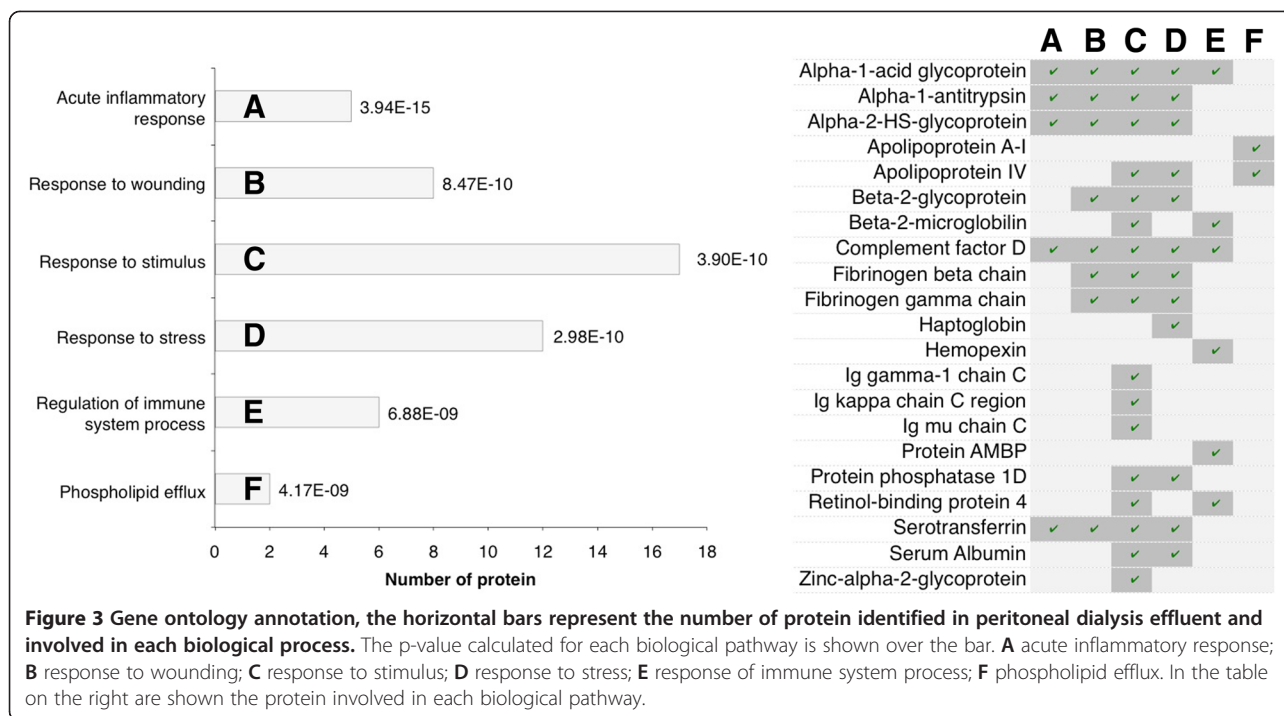 Acute inflammatory
response
A
3.94E-15
Response to wounding
B
8.47E-10
Response to stimulus
C
3.90E-10
Response to stress
D
2.98E-10
Regulation of immune
system process
E
6.88E-09
Phospholipid efflux
F
4.17E-09
0 2 4 6 8 10 12 14 16 18
Number of protein
A B C D E F
Alpha-1-acid glycoprotein ✓ ✓ ✓ ✓ ✓
Alpha-1-antitrypsin ✓ ✓ ✓ ✓
Alpha-2-HS-glycoprotein ✓ ✓ ✓ ✓
Apolipoprotein A-I ✓
Apolipoprotein IV ✓ ✓ ✓
Beta-2-glycoprotein ✓ ✓ ✓
Beta-2-microglobilin ✓ ✓
Complement factor D ✓ ✓ ✓ ✓ ✓
Fibrinogen beta chain ✓ ✓ ✓
Fibrinogen gamma chain ✓ ✓ ✓
Haptoglobin ✓
Hemopexin ✓
Ig gamma-1 chain C ✓
Ig kappa chain C region ✓
Ig mu chain C ✓
Protein AMBP ✓
Protein phosphatase 1D ✓ ✓
Retinol-binding protein 4 ✓ ✓
Serotransferrin ✓ ✓ ✓ ✓
Serum Albumin ✓ ✓
Zinc-alpha-2-glycoprotein ✓
Figure 3 Gene ontology annotation, the horizontal bars represent the number of protein identified in peritoneal dialysis effluent and
involved in each biological process. The p-value calculated for each biological pathway is shown over the bar. A acute inflammatory response;
B response to wounding; C response to stimulus; D response to stress; E response of immune system process; F phospholipid efflux. In the table
on the right are shown the protein involved in each biological pathway.